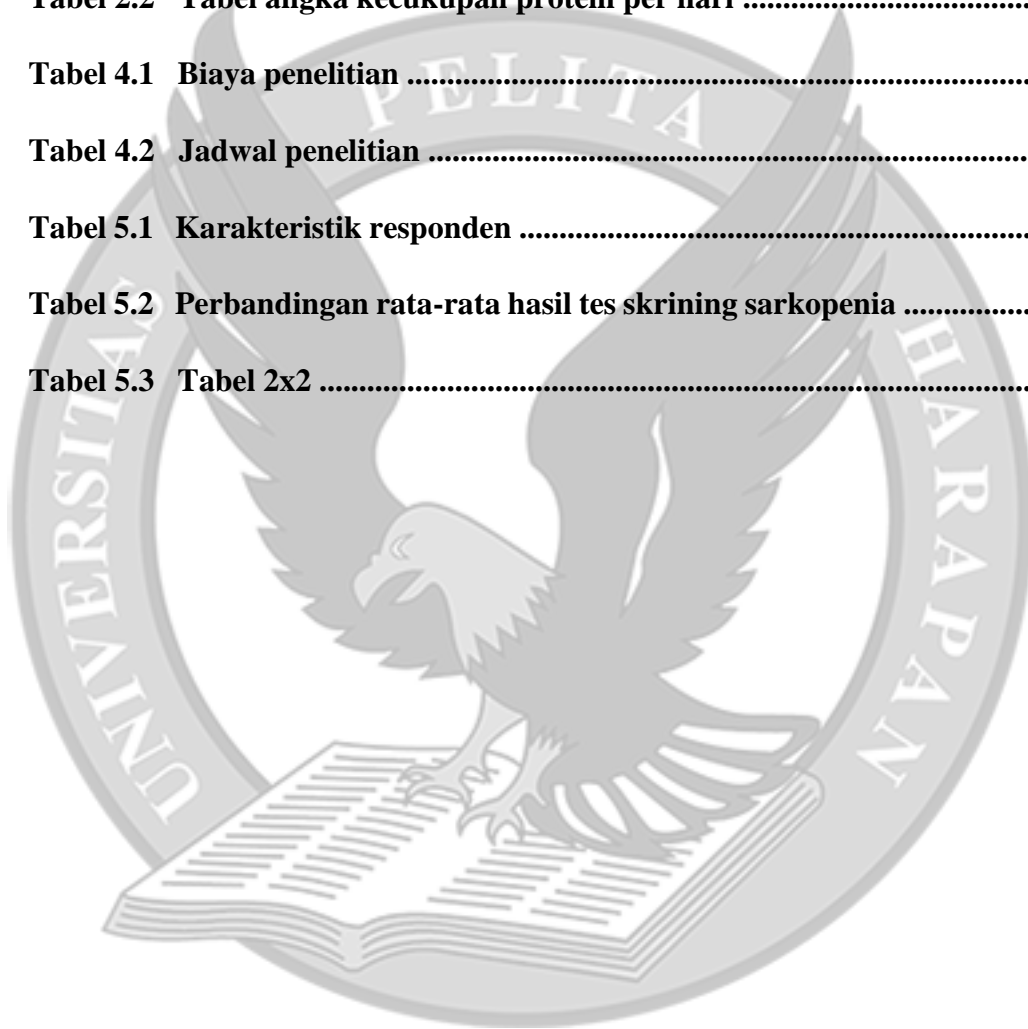 Tabel 2.2 Tabel angka kecukupan protein per hari ........................................
Tabel 4.1 Biaya penelitian ........................................
Tabel 4.2 Jadwal penelitian ........................................
Tabel 5.1 Karakteristik responden ........................................
Tabel 5.2 Perbandingan rata-rata hasil tes skrining sarkopenia ................
Tabel 5.3 Tabel 2x2 ........................................
UNIVERSITAS
PELITA
HARAPAN